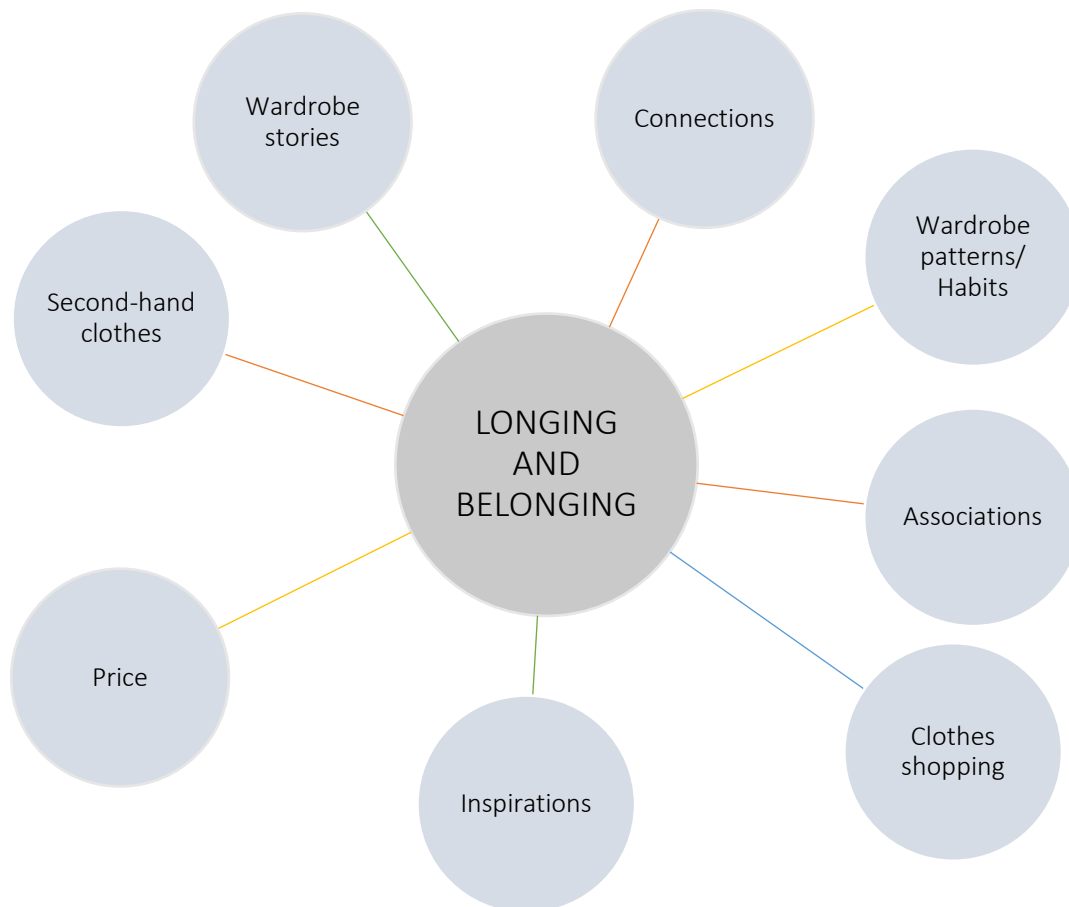 Wardrobe
stories
Connections
Wardrobe
patterns/
Habits
Second-hand
clothes
LONGING
AND
BELONGING
Associations
Price
Clothes
shopping
Inspirations